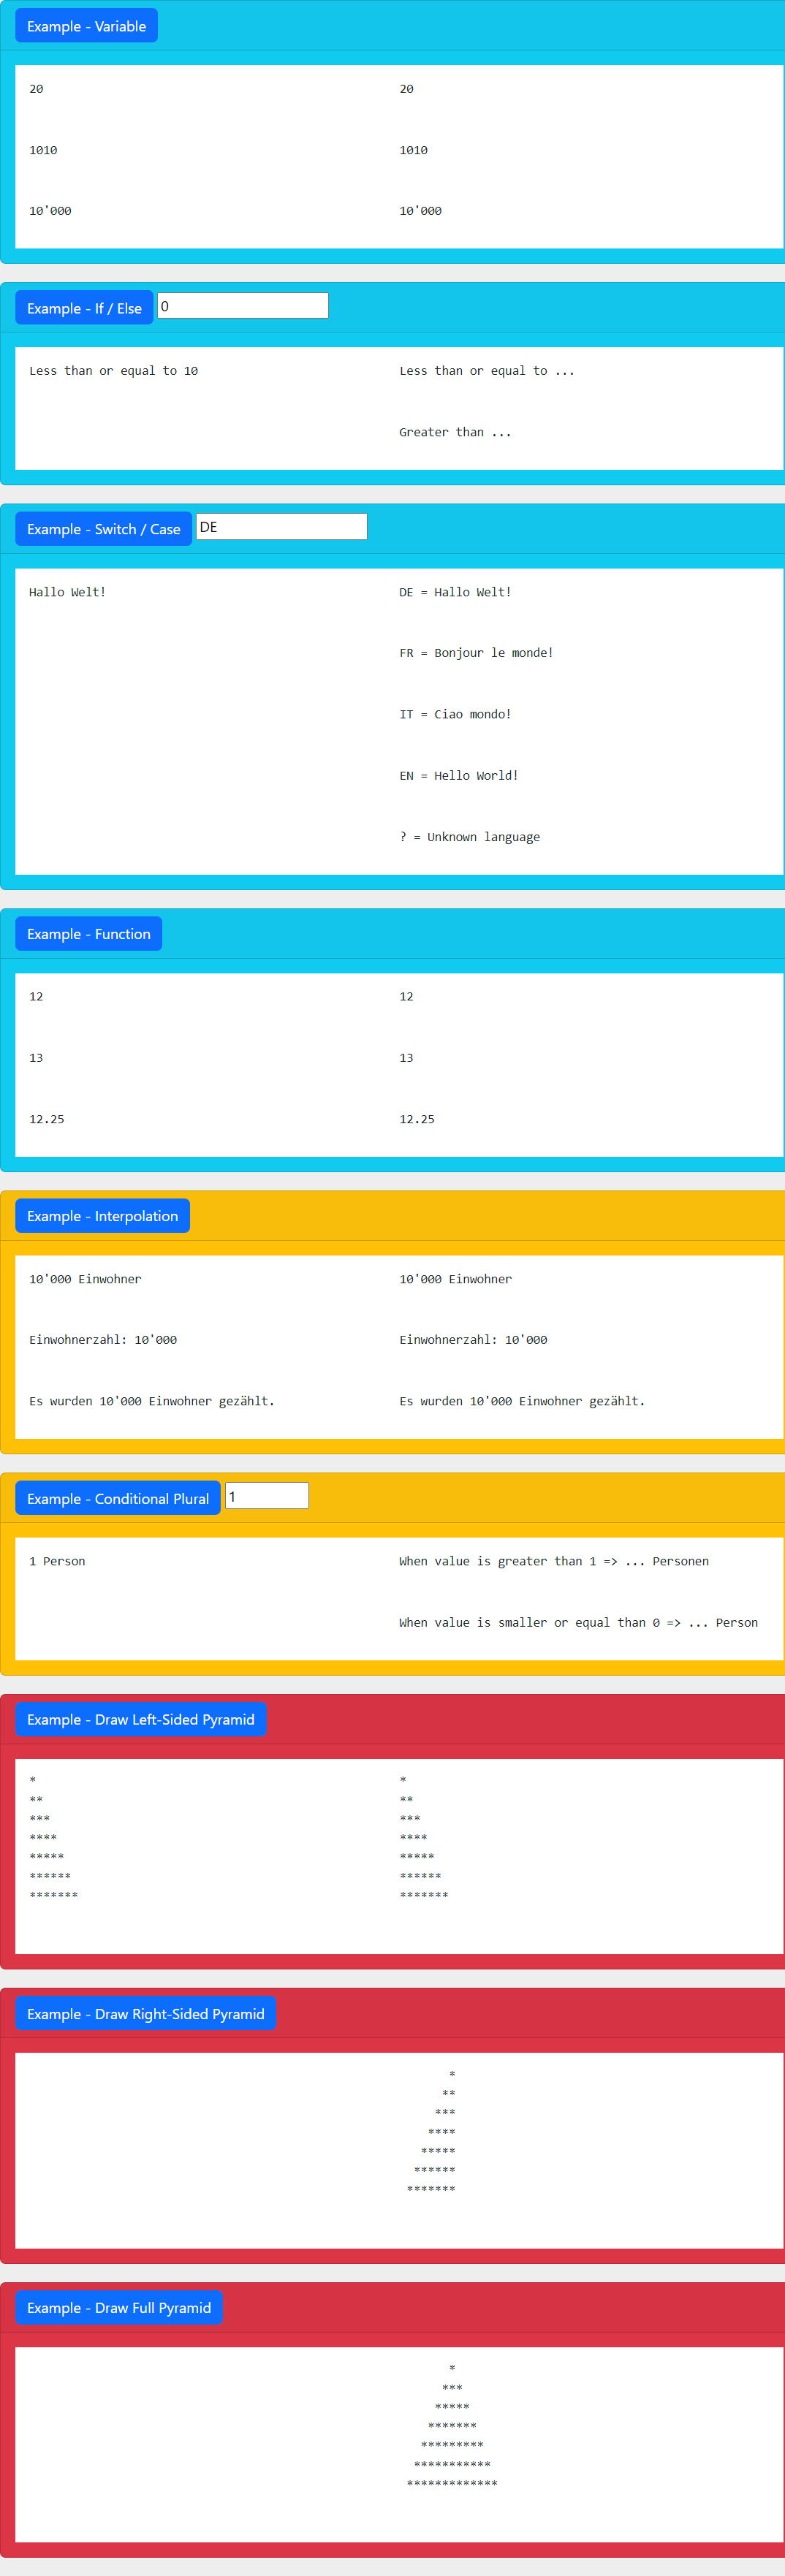 Example - Variable
20 20
1010 1010
10'000 10'000
Example - If / Else 0
Less than or equal to 10 Less than or equal to ...
Greater than ...
Example - Switch / Case DE
Hallo Welt! DE = Hallo Welt!
FR = Bonjour le monde!
IT = Ciao mondo!
EN = Hello World!
? = Unknown language
Example - Function
12 12
13 13
12.25 12.25
Example - Interpolation
10'000 Einwohner 10'000 Einwohner
Einwohnerzahl: 10'000 Einwohnerzahl: 10'000
Es wurden 10'000 Einwohner gezählt. Es wurden 10'000 Einwohner gezählt.
Example - Conditional Plural 1
1 Person When value is greater than 1 => ... Personen
When value is smaller or equal than 0 => ... Person
Example - Draw Left-Sided Pyramid
* *
** **
*** ***
**** ****
***** *****
****** ******
******* *******
Example - Draw Right-Sided Pyramid
*
**
***
****
*****
******
*******
Example - Draw Full Pyramid
*
***
*****
*******
*********
***********
*************